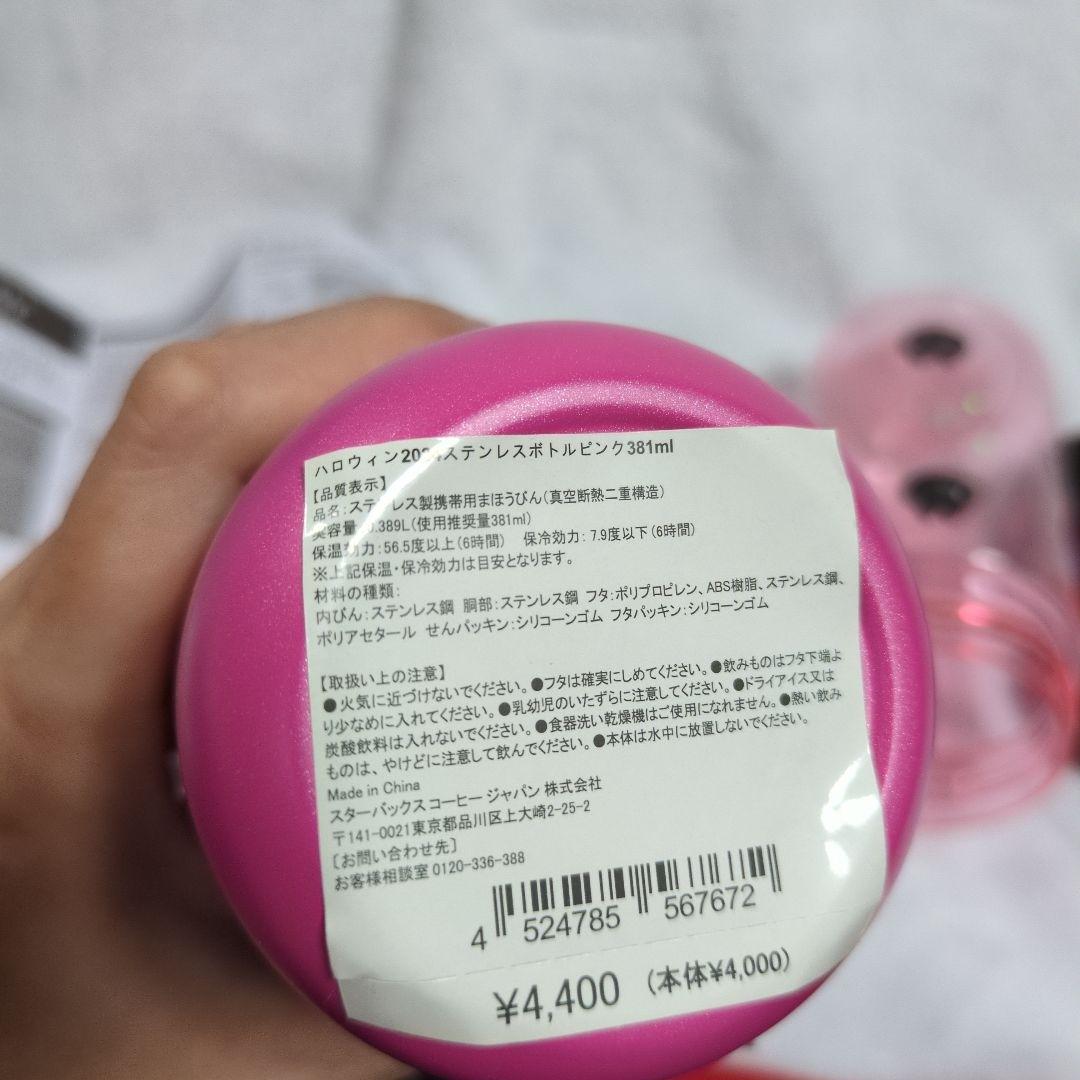 ハロウィン2024ステンレスボトルピンク381ml
【品質表示】
品名：ステンレス製携帯用まほうびん（真空断熱二重構造）
実容量：0.389L（使用推奨量381ml）
保温効力：56.5度以上（6時間）　保冷効力：7.9度以下（6時間）
※上記保温・保冷効力は目安となります。
材料の種類：
内びん：ステンレス鋼 胴部：ステンレス鋼 フタ：ポリプロピレン、ABS樹脂、ステンレス鋼、
ポリアセタール せんパッキン：シリコーンゴム フタパッキン：シリコーンゴム
【取扱い上の注意】
●火気に近づけないでください。●フタは確実にしめてください。●飲みものはフタ下端よ
り少なめに入れてください。●乳幼児のいたずらに注意してください。●ドライアイス又は
炭酸飲料は入れないでください。●食器洗い乾燥機はご使用になれません。●熱い飲み
ものは、やけどに注意して飲んでください。●本体は水中に放置しないでください。
Made in China
スターバックス コーヒー ジャパン 株式会社
〒141-0021東京都品川区上大崎2-25-2
［お問い合わせ先］
お客様相談室 0120-336-388
4 524785 567672
¥4,400 （本体¥4,000）